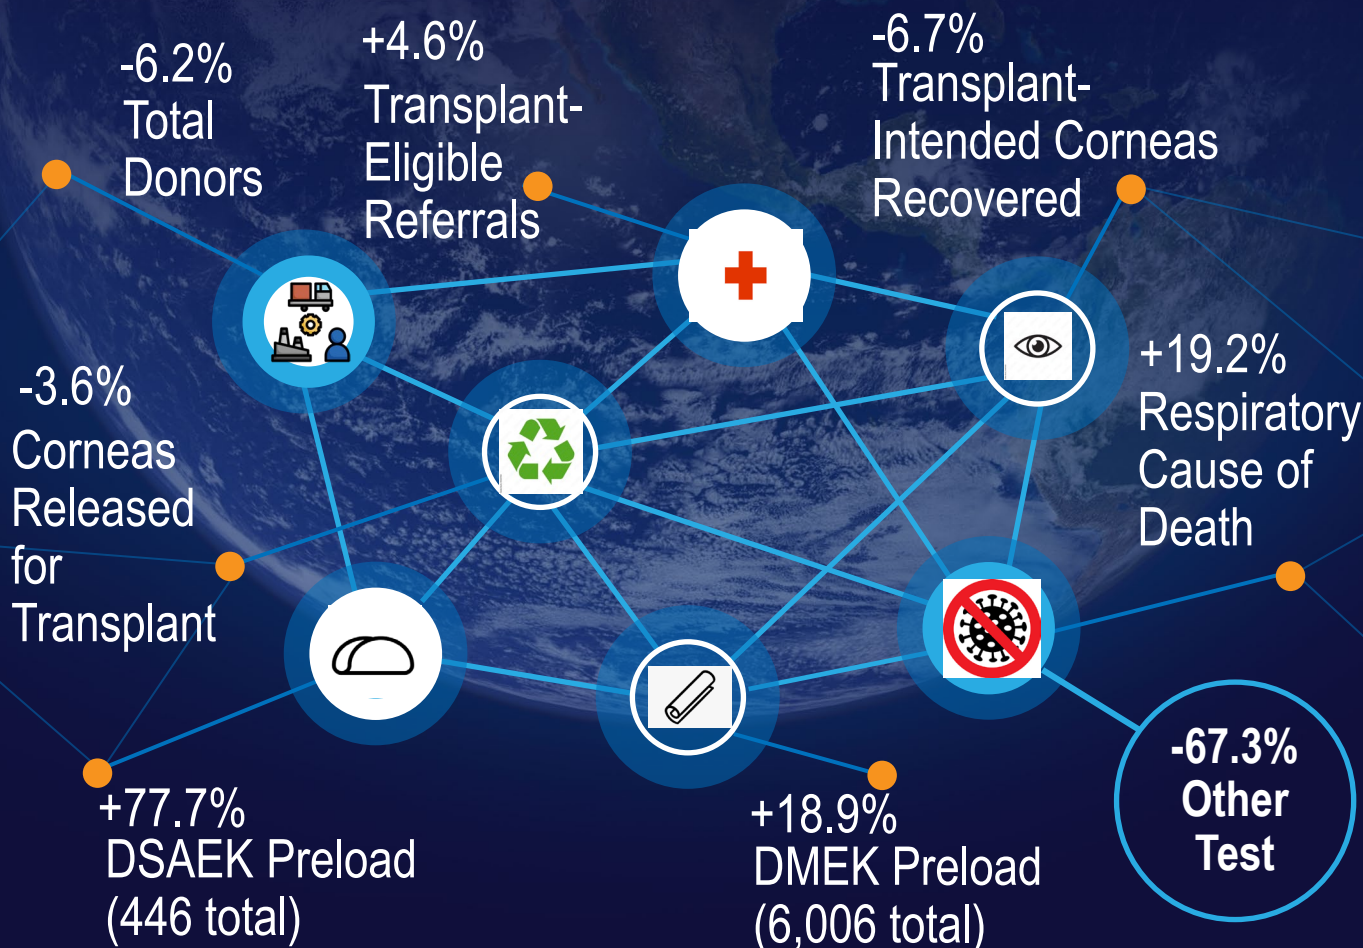 -6.2%
Total
Donors
+4.6%
Transplant-
Eligible
Referrals
-6.7%
Transplant-
Intended Corneas
Recovered
-3.6%
Corneas
Released
for
Transplant
+19.2%
Respiratory
Cause of
Death
+77.7%
DSAEK Preload
(446 total)
+18.9%
DMEK Preload
(6,006 total)
-67.3%
Other
Test